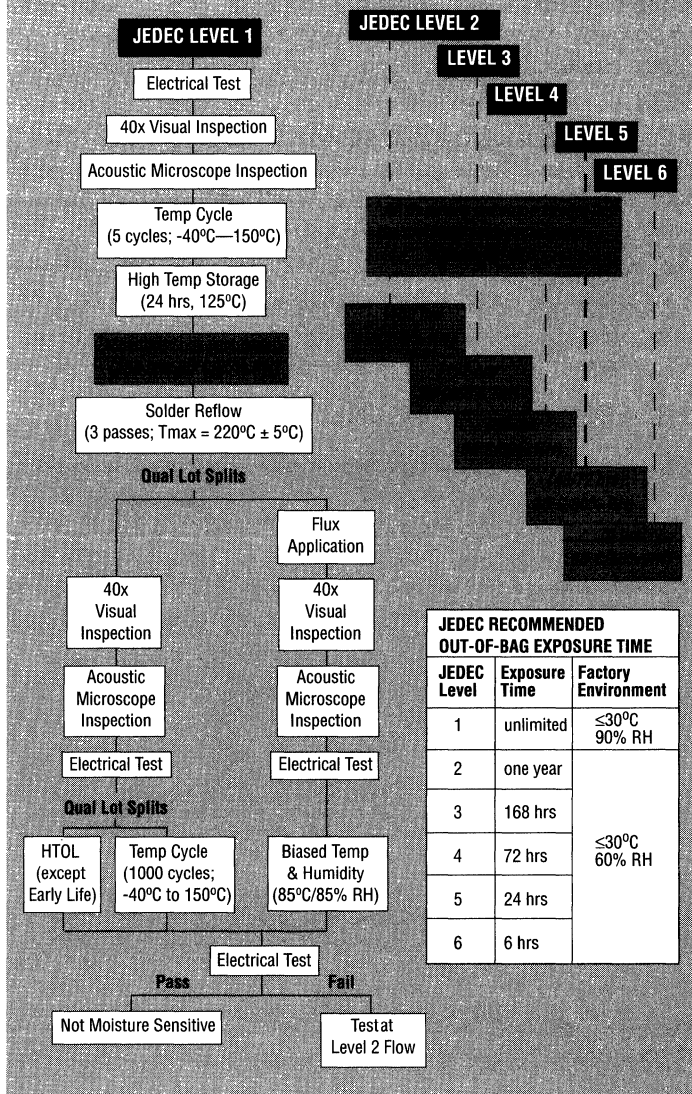 JEDEC LEVEL 1
Electrical Test
40x Visual Inspection
Acoustic Microscope Inspection
Temp Cycle
(5 cycles; -40ºC—150ºC)
High Temp Storage
(24 hrs, 125ºC)
Solder Reflow
(3 passes; Tmax = 220ºC ± 5ºC)
Qual Lot Splits
Flux
Application
40x
Visual
Inspection
40x
Visual
Inspection
Acoustic
Microscope
Inspection
Acoustic
Microscope
Inspection
Electrical Test
Electrical Test
Qual Lot Splits
HTOL
(except
Early Life)
Temp Cycle
(1000 cycles;
-40ºC to 150ºC)
Biased Temp
& Humidity
(85ºC/85% RH)
Electrical Test
Pass
Fail
Not Moisture Sensitive
Test at
Level 2 Flow
JEDEC LEVEL 2
LEVEL 3
LEVEL 4
LEVEL 5
LEVEL 6
JEDEC RECOMMENDED
OUT-OF-BAG EXPOSURE TIME
JEDEC Level Exposure Time Factory Environment
1 unlimited ≤30ºC 90% RH
2 one year
3 168 hrs
4 72 hrs ≤30ºC 60% RH
5 24 hrs
6 6 hrs